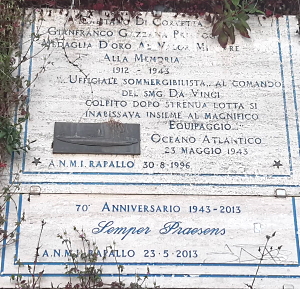 Capitano Di Corvetta
Gianfranco Gazzana Priaroggia
Medaglia D'oro Al Valor Militare
Alla Memoria
1912 - 1943
"...Ufficiale sommergibilista... al comando
del smg Da Vinci
colpito dopo strenua lotta si
inabissava insieme al magnifico
Equipaggio"
Oceano Atlantico
23 Maggio 1943
A.N.M.I. Rapallo 30-8-1996
70° Anniversario 1943-2013
Semper Praesens
A.N.M.I. Rapallo 23-5-2013